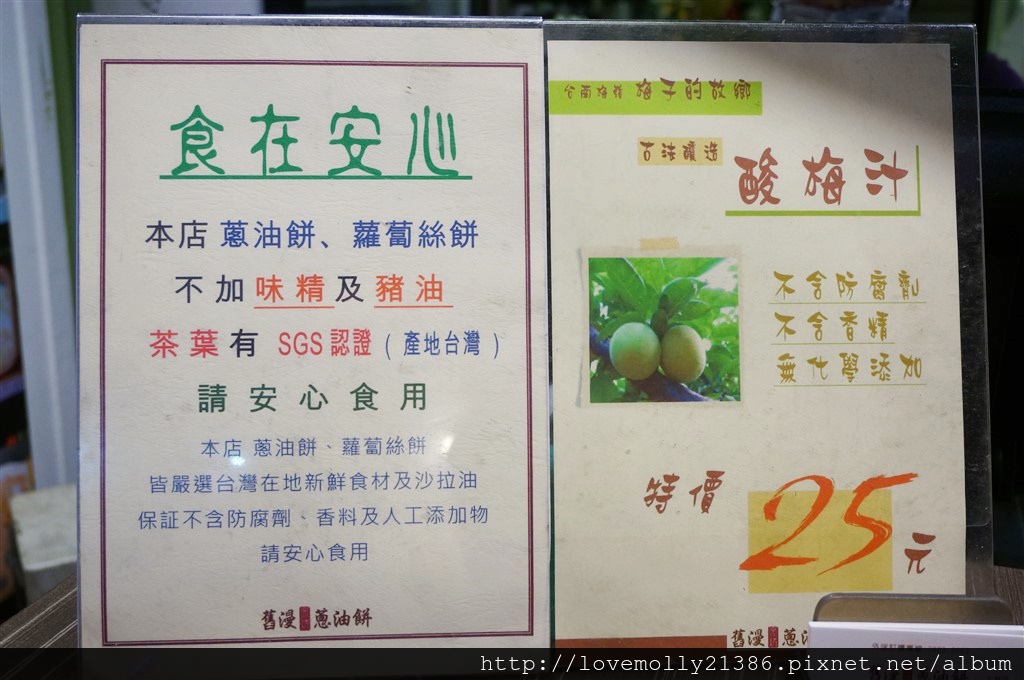 食在安心
本店 蔥油餅、蘿蔔絲餅
不加味精及豬油
茶葉有 SGS認證 ( 產地台灣 )
請安心食用
本店 蔥油餅、蘿蔔絲餅
皆嚴選台灣在地新鮮食材及沙拉油
保証不含防腐劑、香料及人工添加物
請安心食用
舊漫 蔥油餅
台南梅嶺 梅子的故鄉
古法釀造
酸梅汁
不含防腐劑
不含香精
無化學添加
特價 25 元
舊漫 蔥油
http://lovemolly21386.pixnet.net/album